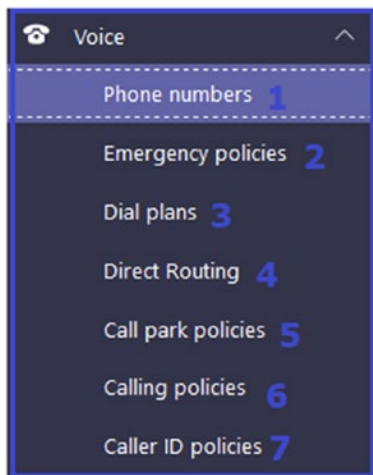 Voice
Phone numbers 1
Emergency policies 2
Dial plans 3
Direct Routing 4
Call park policies 5
Calling policies 6
Caller ID policies 7